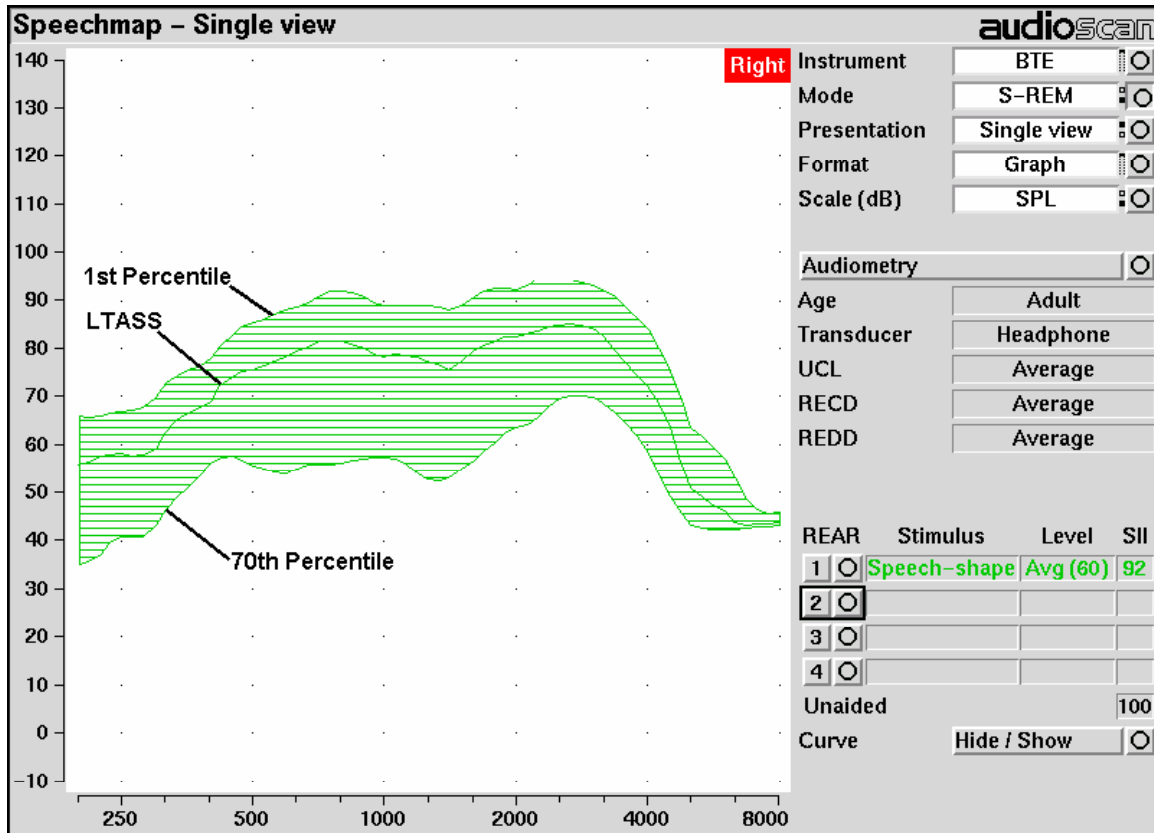 Speechmap – Single view
audioscan
140
130
120
110
100
90
80
70
60
50
40
30
20
10
0
-10
250 500 1000 2000 4000 8000
Right
1st Percentile
LTASS
70th Percentile
Instrument BTE
Mode S-REM
Presentation Single view
Format Graph
Scale (dB) SPL
Audiometry
Age Adult
Transducer Headphone
UCL Average
RECD Average
REDD Average
REAR Stimulus Level SII
1 Speech-shape Avg (60) 92
2
3
4
Unaided 100
Curve Hide / Show